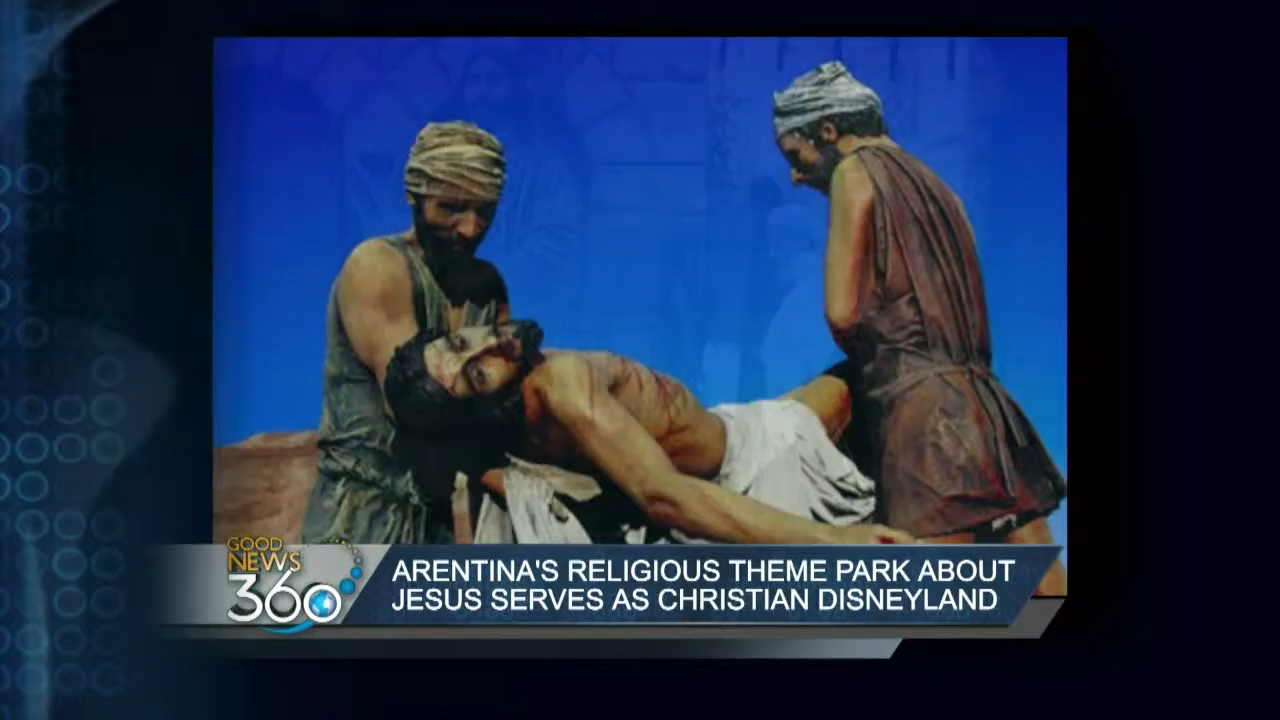 GOOD
NEWS
360
ARENTINA'S RELIGIOUS THEME PARK ABOUT
JESUS SERVES AS CHRISTIAN DISNEYLAND